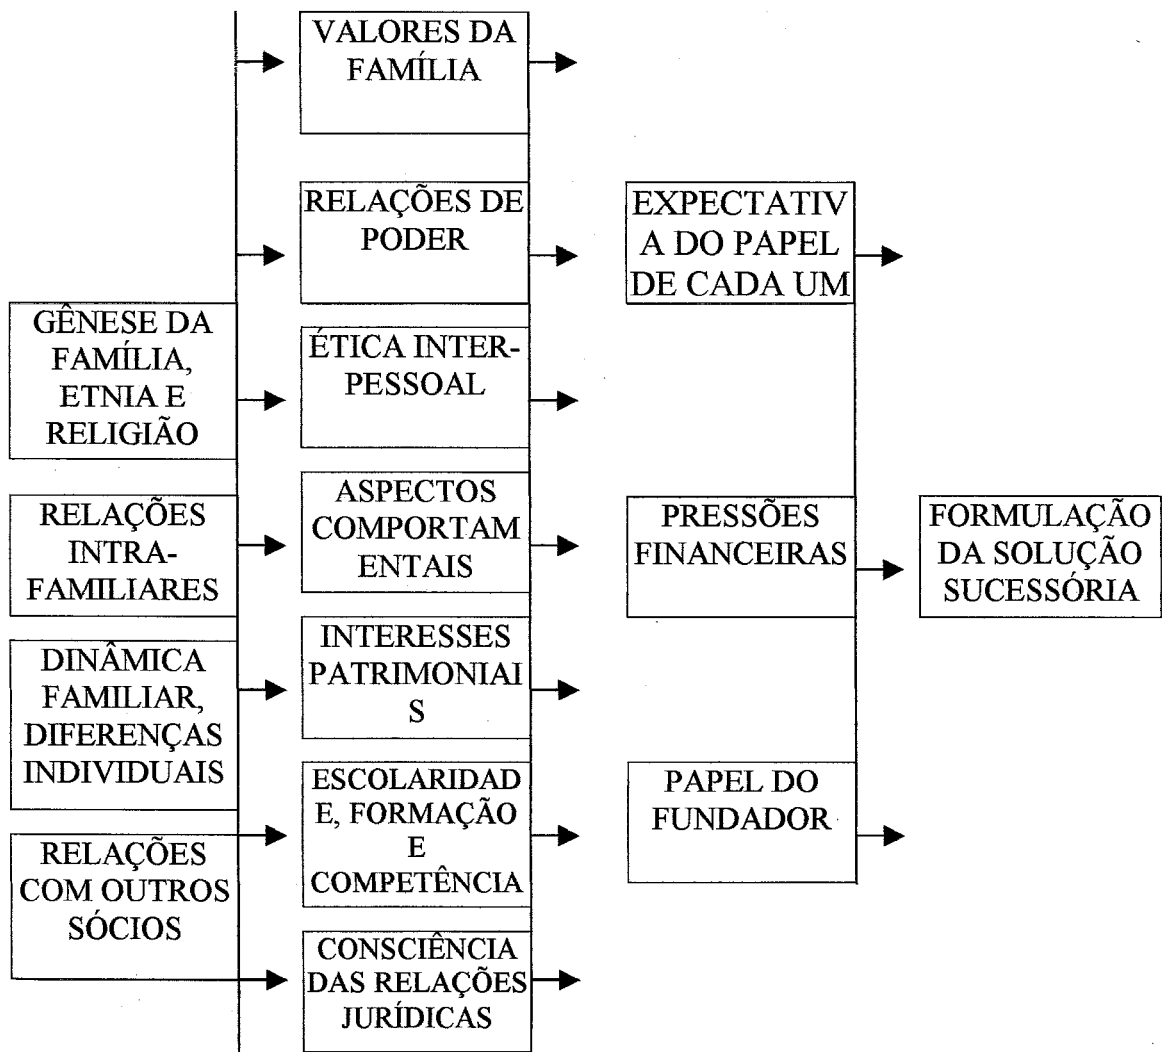 GÊNESE DA
FAMÍLIA,
ETNIA E
RELIGIÃO
RELAÇÕES
INTRA-
FAMILIARES
DINÂMICA
FAMILIAR,
DIFERENÇAS
INDIVIDUAIS
RELAÇÕES
COM OUTROS
SÓCIOS
VALORES DA
FAMÍLIA
RELAÇÕES DE
PODER
ÉTICA INTER-
PESSOAL
ASPECTOS
COMPORTAM
ENTAIS
INTERESSES
PATRIMONIAI
S
ESCOLARIDAD
E, FORMAÇÃO
E
COMPETÊNCIA
CONSCIÊNCIA
DAS RELAÇÕES
JURÍDICAS
EXPECTATIV
A DO PAPEL
DE CADA UM
PRESSÕES
FINANCEIRAS
PAPEL DO
FUNDADOR
FORMULAÇÃO
DA SOLUÇÃO
SUCESSÓRIA